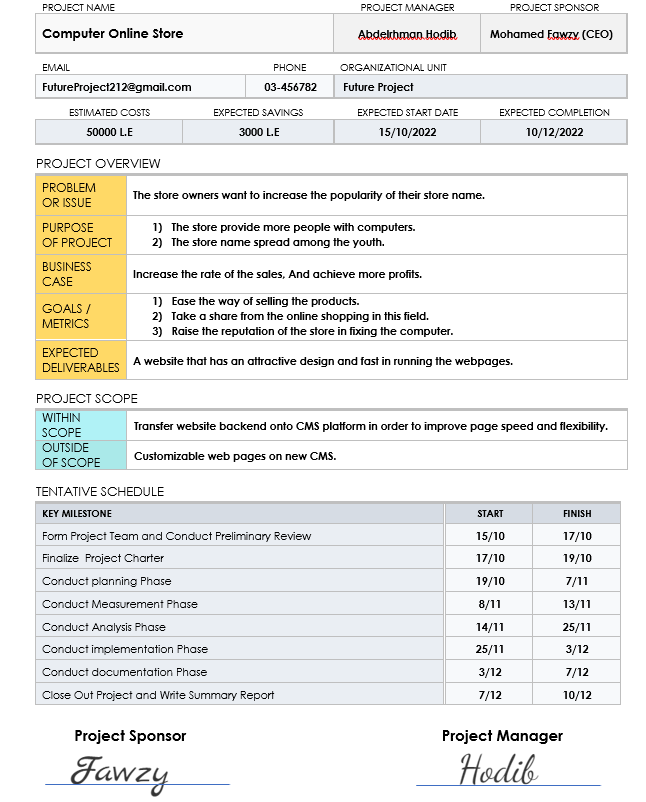 PROJECT NAME PROJECT MANAGER PROJECT SPONSOR
Computer Online Store Abdelrhman Hodib Mohamed Fawzy (CEO)
EMAIL PHONE ORGANIZATIONAL UNIT
FutureProject212@gmail.com 03-456782 Future Project
ESTIMATED COSTS EXPECTED SAVINGS EXPECTED START DATE EXPECTED COMPLETION
50000 L.E 3000 L.E 15/10/2022 10/12/2022
PROJECT OVERVIEW
PROBLEM
OR ISSUE
The store owners want to increase the popularity of their store name.
PURPOSE
OF PROJECT
1) The store provide more people with computers.
2) The store name spread among the youth.
BUSINESS
CASE
Increase the rate of the sales, And achieve more profits.
GOALS /
METRICS
1) Ease the way of selling the products.
2) Take a share from the online shopping in this field.
3) Raise the reputation of the store in fixing the computer.
EXPECTED
DELIVERABLES
A website that has an attractive design and fast in running the webpages.
PROJECT SCOPE
WITHIN
SCOPE
Transfer website backend onto CMS platform in order to improve page speed and flexibility.
OUTSIDE
OF SCOPE
Customizable web pages on new CMS.
TENTATIVE SCHEDULE
KEY MILESTONE START FINISH
Form Project Team and Conduct Preliminary Review 15/10 17/10
Finalize Project Charter 17/10 19/10
Conduct planning Phase 19/10 7/11
Conduct Measurement Phase 8/11 13/11
Conduct Analysis Phase 14/11 25/11
Conduct implementation Phase 25/11 3/12
Conduct documentation Phase 3/12 7/12
Close Out Project and Write Summary Report 7/12 10/12
Project Sponsor Project Manager
Fawzy Hodib